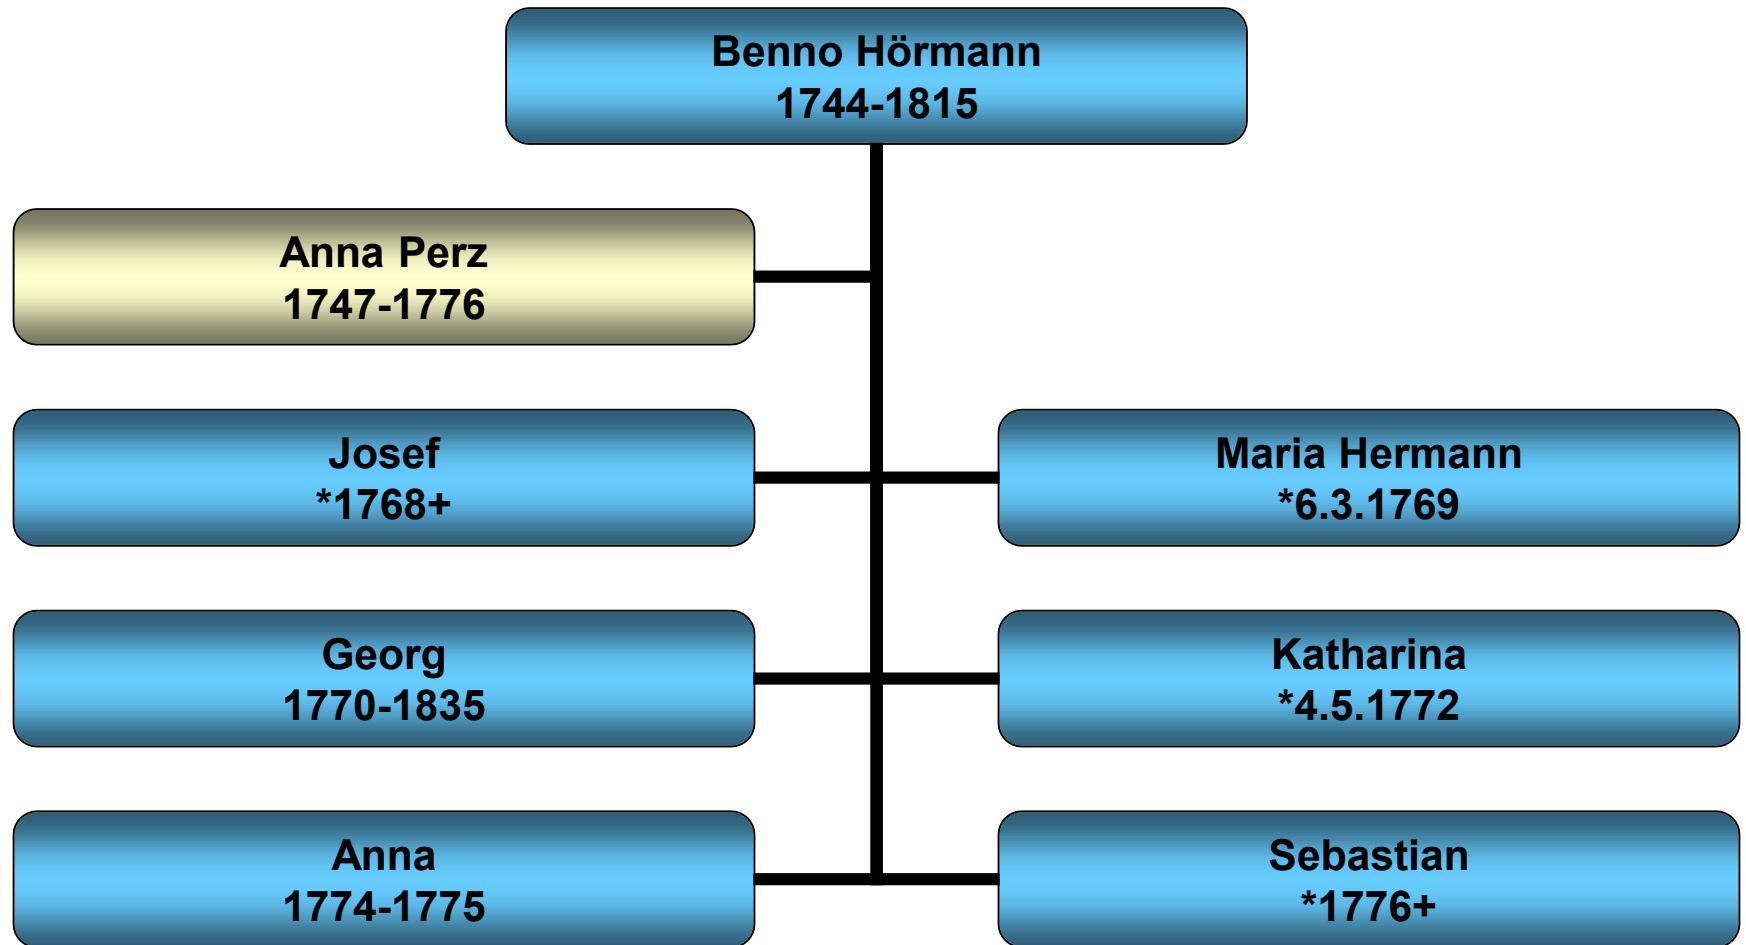 Benno Hörmann
1744-1815
Anna Perz
1747-1776
Josef
*1768+
Maria Hermann
*6.3.1769
Georg
1770-1835
Katharina
*4.5.1772
Anna
1774-1775
Sebastian
*1776+